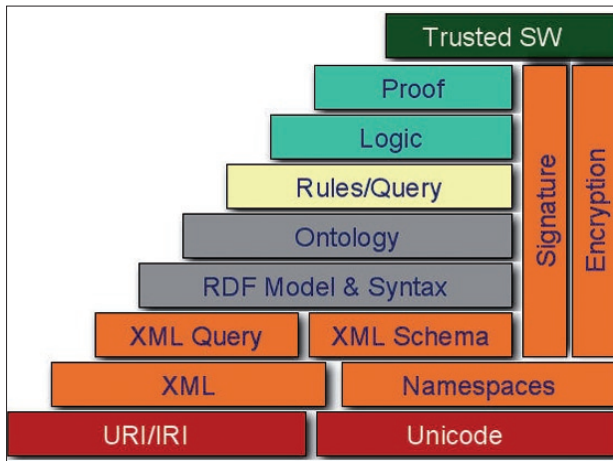 Trusted SW
Proof
Logic
Rules/Query
Ontology
RDF Model & Syntax
XML Query
XML Schema
Signature
Encryption
XML
Namespaces
URI/IRI
Unicode